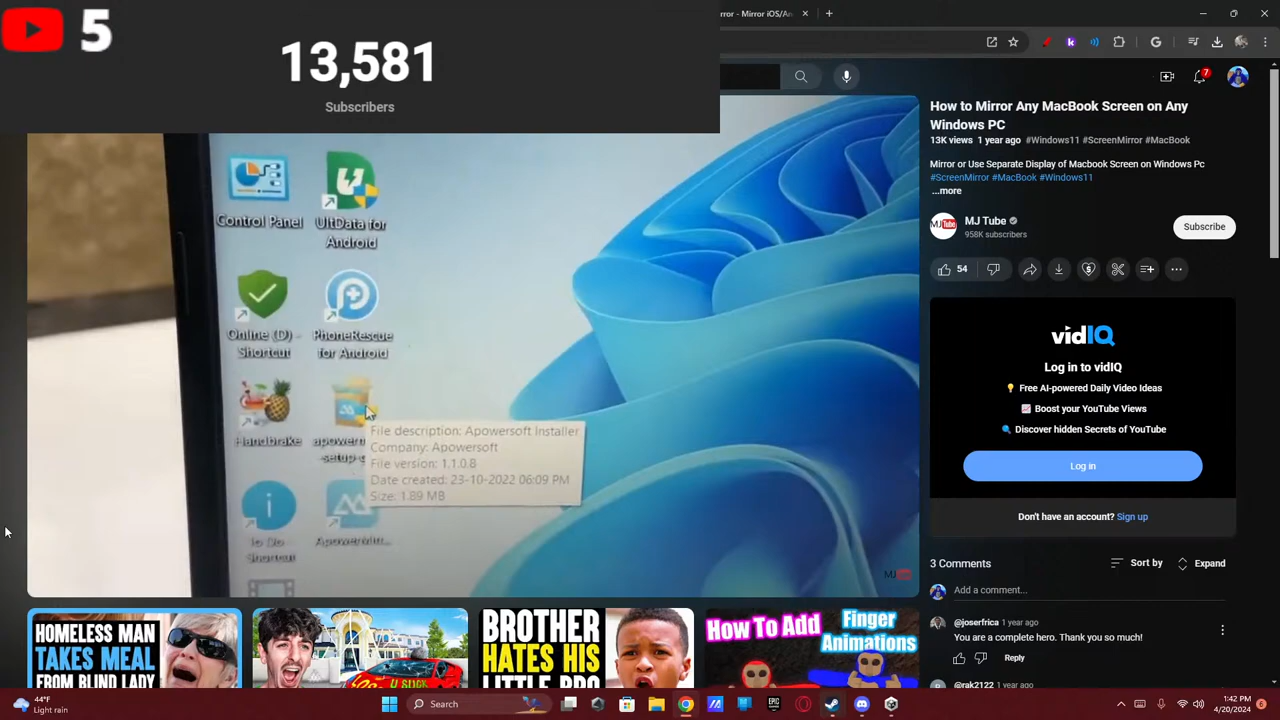 5
13,581
Subscribers
ror - Mirror iOS/An
Control Panel
UltData for
Android
Online (D) -
Shortcut
PhoneRescue
for Android
Handbrake
File description: Apowersoft Installer
Company: Apowersoft
File version: 1.1.0.8
Date created: 23-10-2022 06:09 PM
Size: 1.89 MB
To Do -
Shortcut
HOMELESS MAN
TAKES MEAL
FROM BLIND LADY
BROTHER
HATES HIS
LITTLE BRO
How To Add
Finger
Animations
How to Mirror Any MacBook Screen on Any
Windows PC
13K views 1 year ago #Windows11 #ScreenMirror #MacBook
Mirror or Use Separate Display of Macbook Screen on Windows Pc
#ScreenMirror #MacBook #Windows11
...more
MJ Tube
958K subscribers
Subscribe
54
vidIQ
Log in to vidIQ
Free AI-powered Daily Video Ideas
Boost your YouTube Views
Discover hidden Secrets of YouTube
Log in
Don't have an account? Sign up
3 Comments
Sort by
Expand
Add a comment...
@joserfrica 1 year ago
You are a complete hero. Thank you so much!
Reply
@rak2122 1 year ago
44°F
Light rain
Search
1:42 PM
4/20/2024